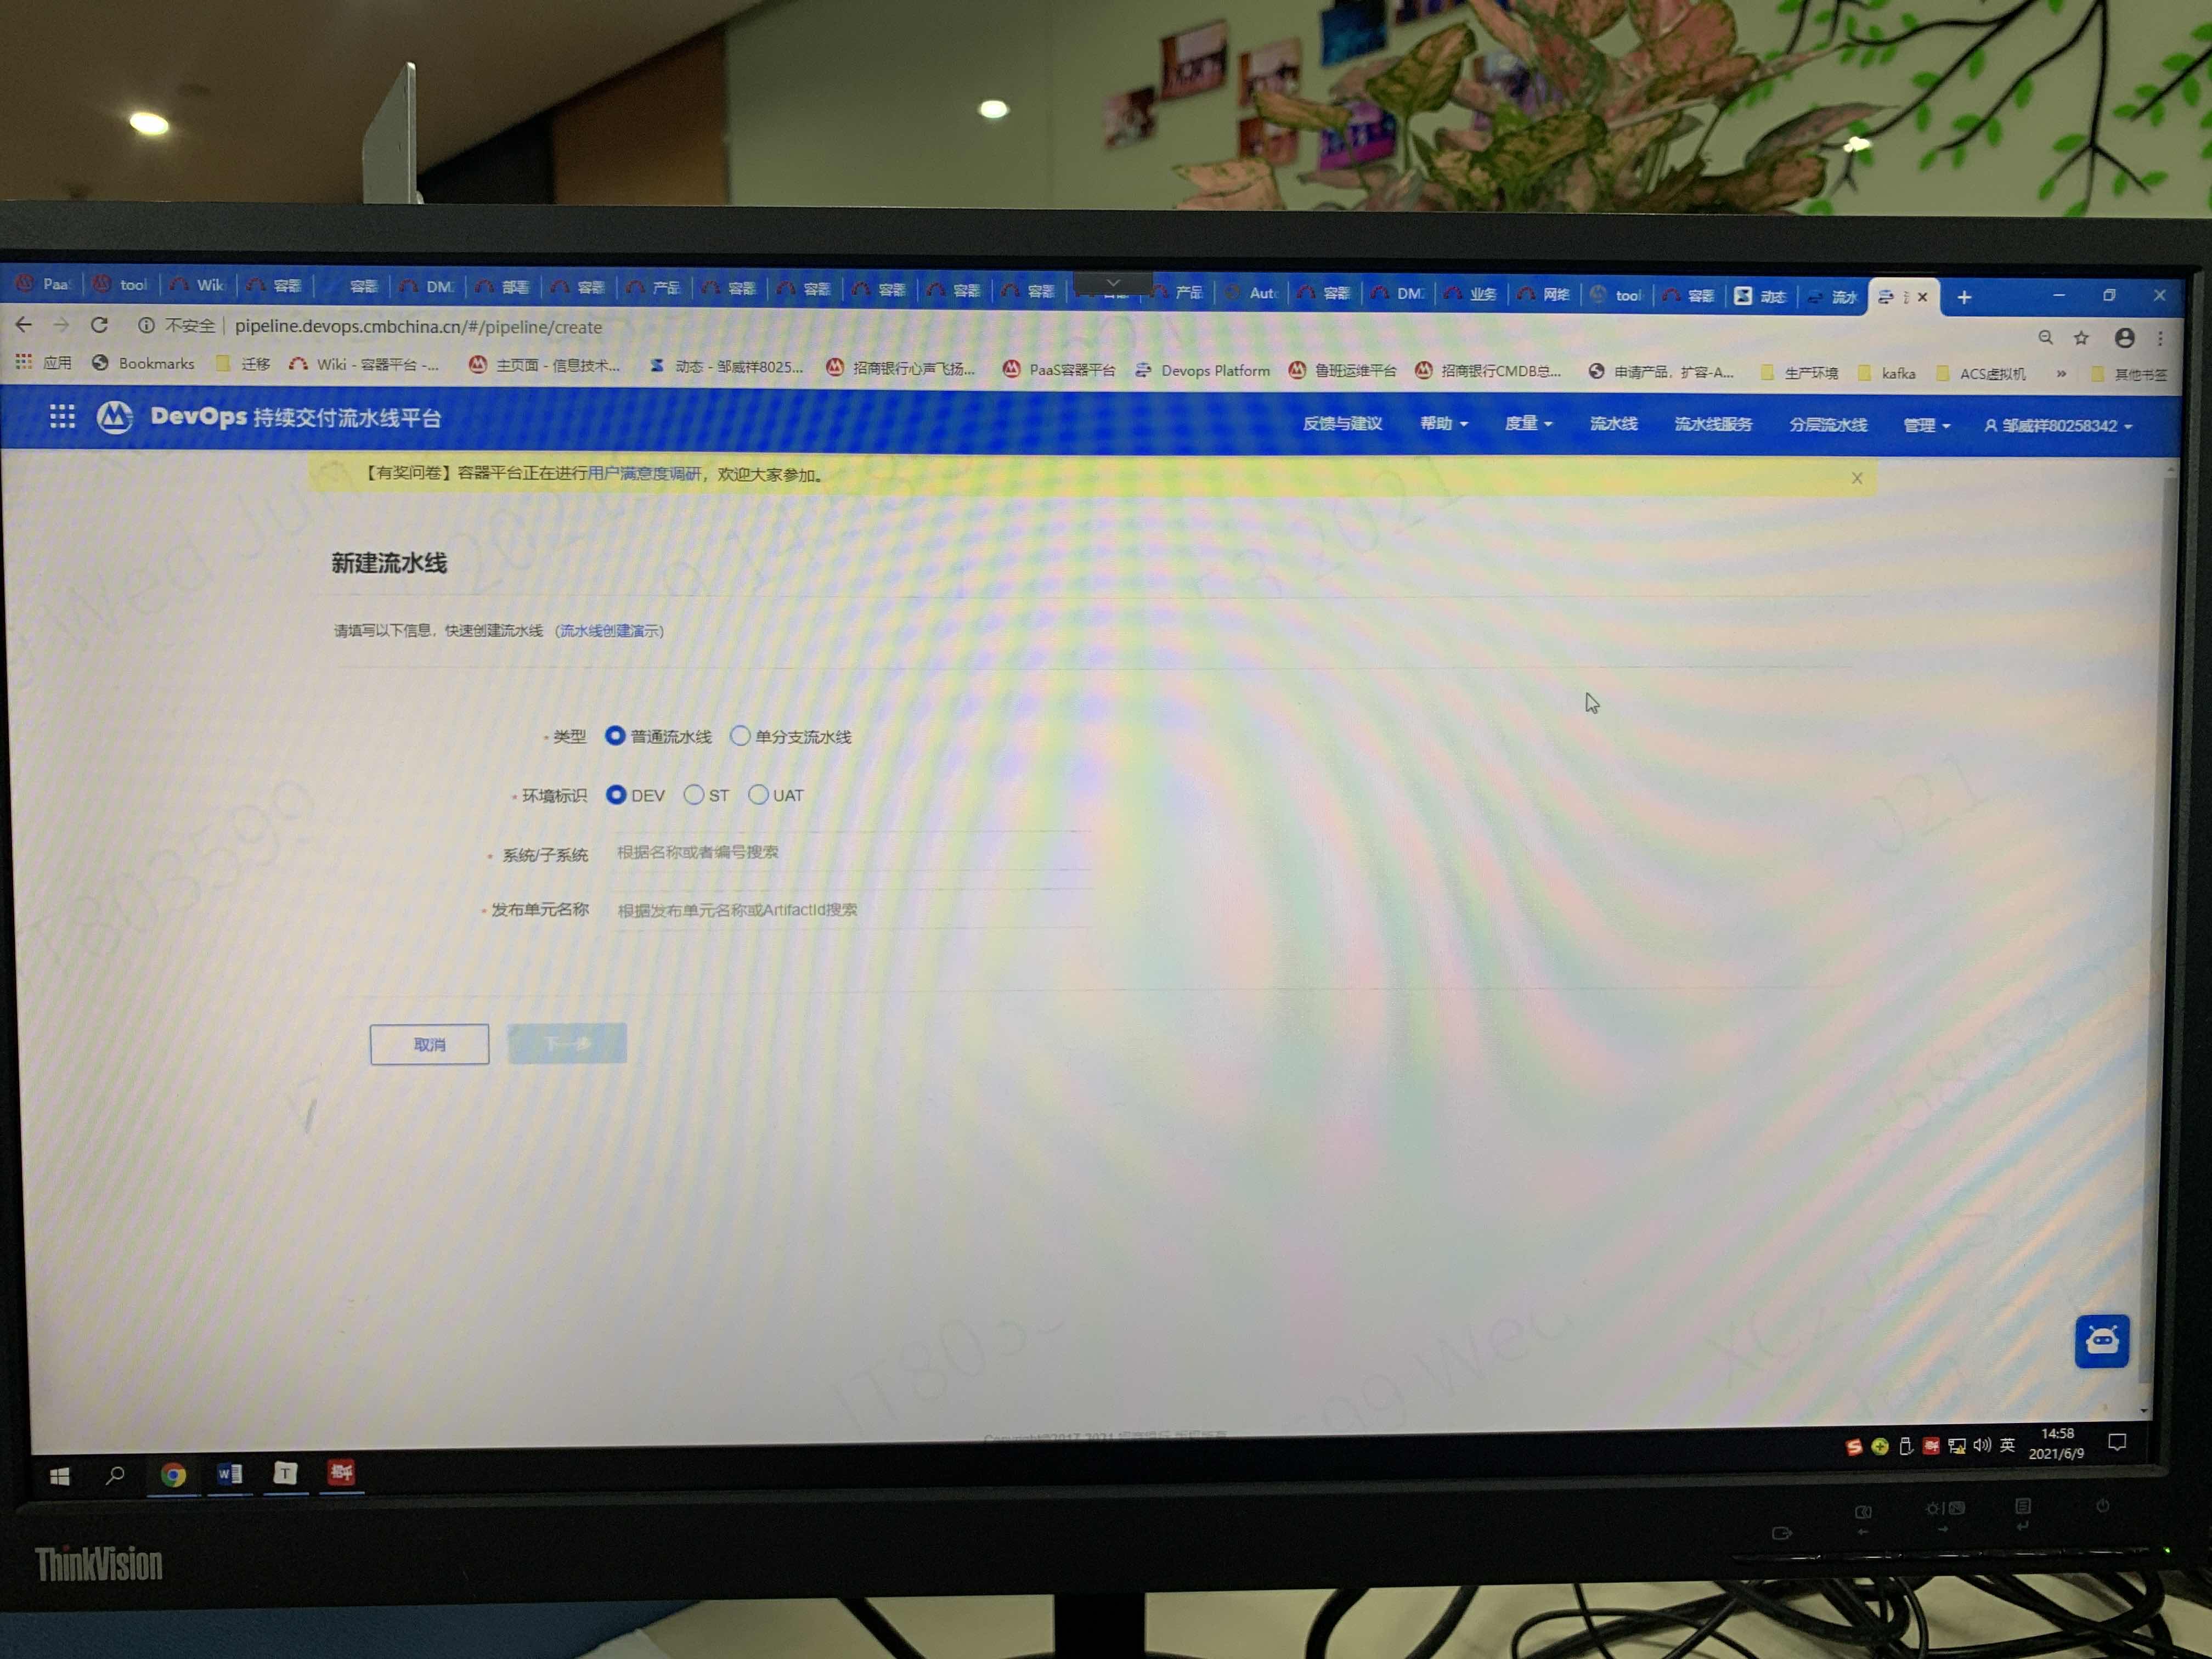 Paa tool Wik 容器 容器 DM 部署 容器 产品 容器 容器 容器 容器 容器 产品 Aut 容器 DM 业务 网络 tool 容器 动态 流水
不安全 pipeline.devops.cmbchina.cn/#/pipeline/create
应用 Bookmarks 迁移 Wiki - 容器平台 -... 主页面 - 信息技术... 动态 - 邹威祥8025... 招商银行心声飞扬... PaaS容器平台 Devops Platform 鲁班运维平台 招商银行CMDB总... 申请产品，扩容-A... 生产环境 kafka ACS虚拟机 » 其他书签
DevOps 持续交付流水线平台 反馈与建议 帮助 度量 流水线 流水线服务 分层流水线 管理 邹威祥80258342
【有奖问卷】容器平台正在进行用户满意度调研，欢迎大家参加。
新建流水线
请填写以下信息，快速创建流水线（流水线创建演示）
* 类型 普通流水线 单分支流水线
* 环境标识 DEV ST UAT
* 系统/子系统 根据名称或者编号搜索
* 发布单元名称 根据发布单元名称或ArtifactId搜索
取消 下一步
英 14:58
2021/6/9
ThinkVision